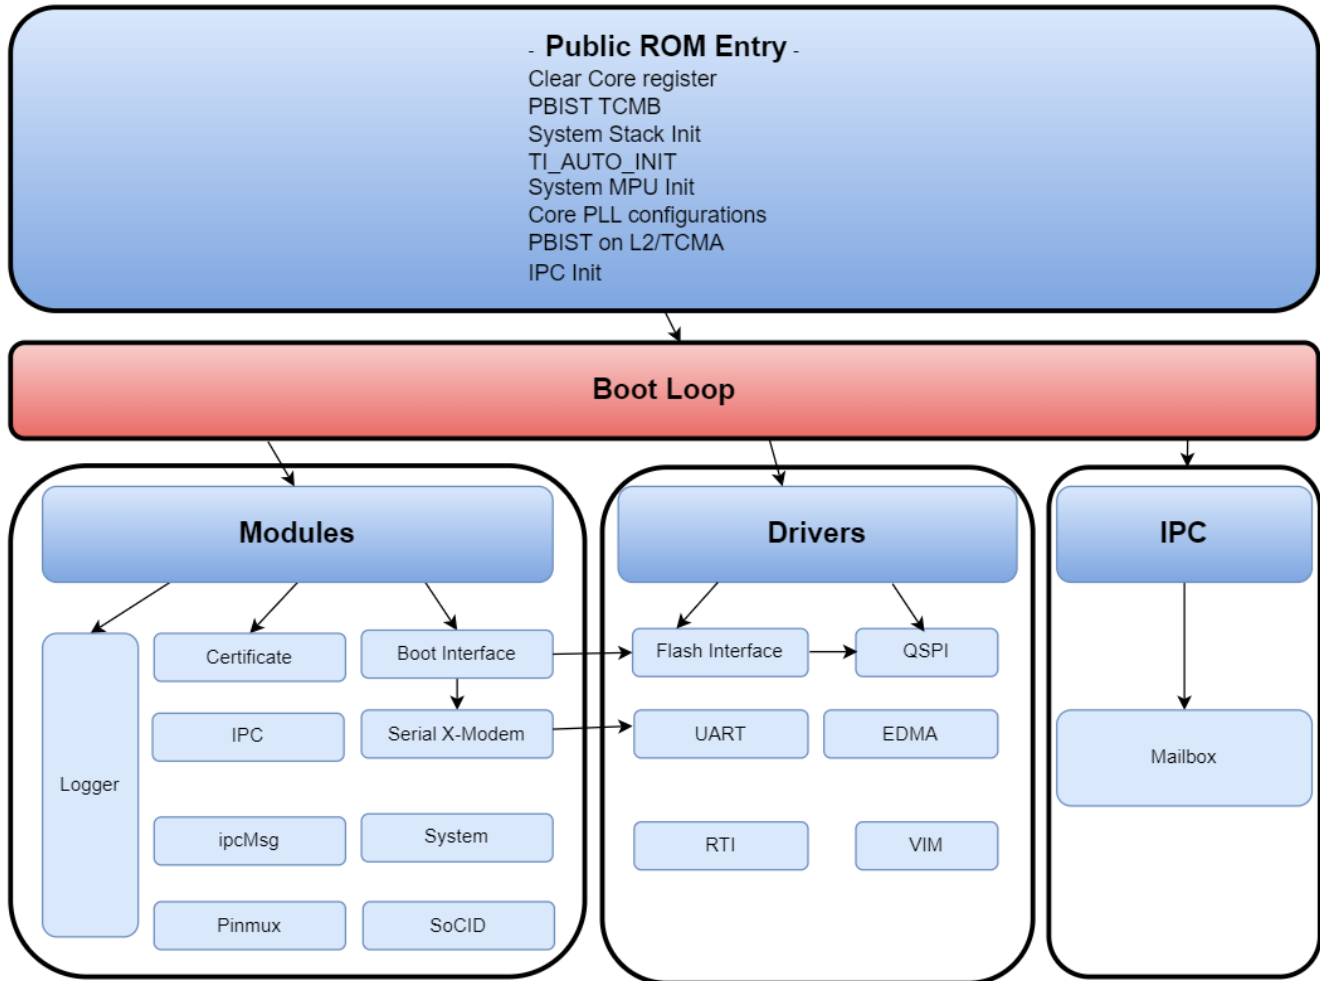 - Public ROM Entry -
Clear Core register
PBIST TCMB
System Stack Init
TI_AUTO_INIT
System MPU Init
Core PLL configurations
PBIST on L2/TCMA
IPC Init
Boot Loop
Modules
Drivers
IPC
Logger
Certificate
Boot Interface
IPC
Serial X-Modem
ipcMsg
System
Pinmux
SoCID
Flash Interface
QSPI
UART
EDMA
RTI
VIM
Mailbox